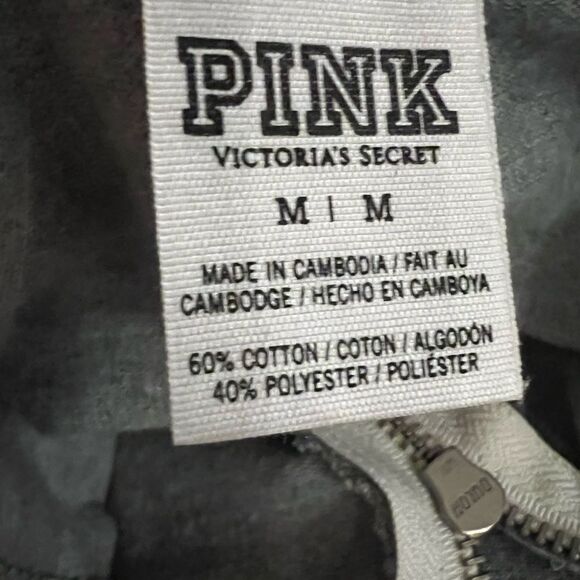 PINK
VICTORIA'S SECRET
M | M
MADE IN CAMBODIA / FAIT AU
CAMBODGE / HECHO EN CAMBOYA
60% COTTON / COTON / ALGODÓN
40% POLYESTER / POLIÉSTER